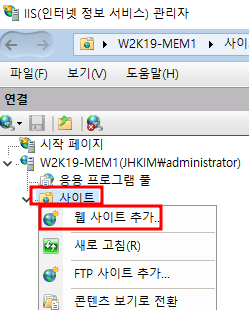 IIS(인터넷 정보 서비스) 관리자
W2K19-MEM1 사이
파일(F) 보기(V) 도움말(H)
연결
시작 페이지
W2K19-MEM1(JHKIM\administrator)
응용 프로그램 풀
사이트
웹 사이트 추가...
새로 고침(R)
FTP 사이트 추가...
콘텐츠 보기로 전환